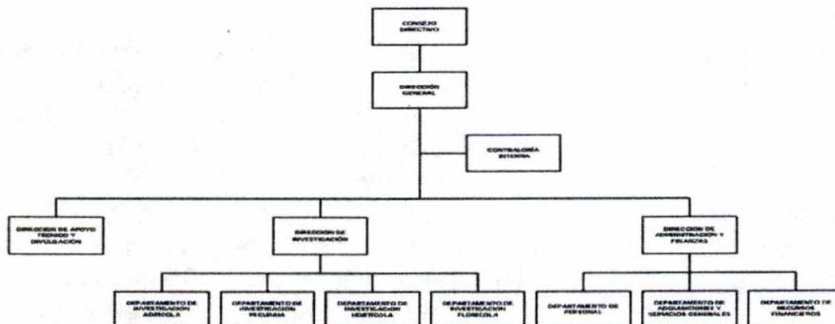 CONSEJO
DIRECTIVO
DIRECCIÓN
GENERAL
CONTRALORÍA
INTERNA
DIRECCION DE APOYO
TÉCNICO Y
DIVULGACIÓN
DIRECCIÓN DE
INVESTIGACIÓN
DIRECCIÓN DE
ADMINISTRACIÓN Y
FINANZAS
DEPARTAMENTO DE
INVESTIGACIÓN
AGRÍCOLA
DEPARTAMENTO DE
INVESTIGACIÓN
PECUARIA
DEPARTAMENTO DE
INVESTIGACIÓN
HORTÍCOLA
DEPARTAMENTO DE
INVESTIGACIÓN
FLORÍCOLA
DEPARTAMENTO DE
PERSONAL
DEPARTAMENTO DE
ADQUISICIONES Y
SERVICIOS GENERALES
DEPARTAMENTO DE
RECURSOS
FINANCIEROS